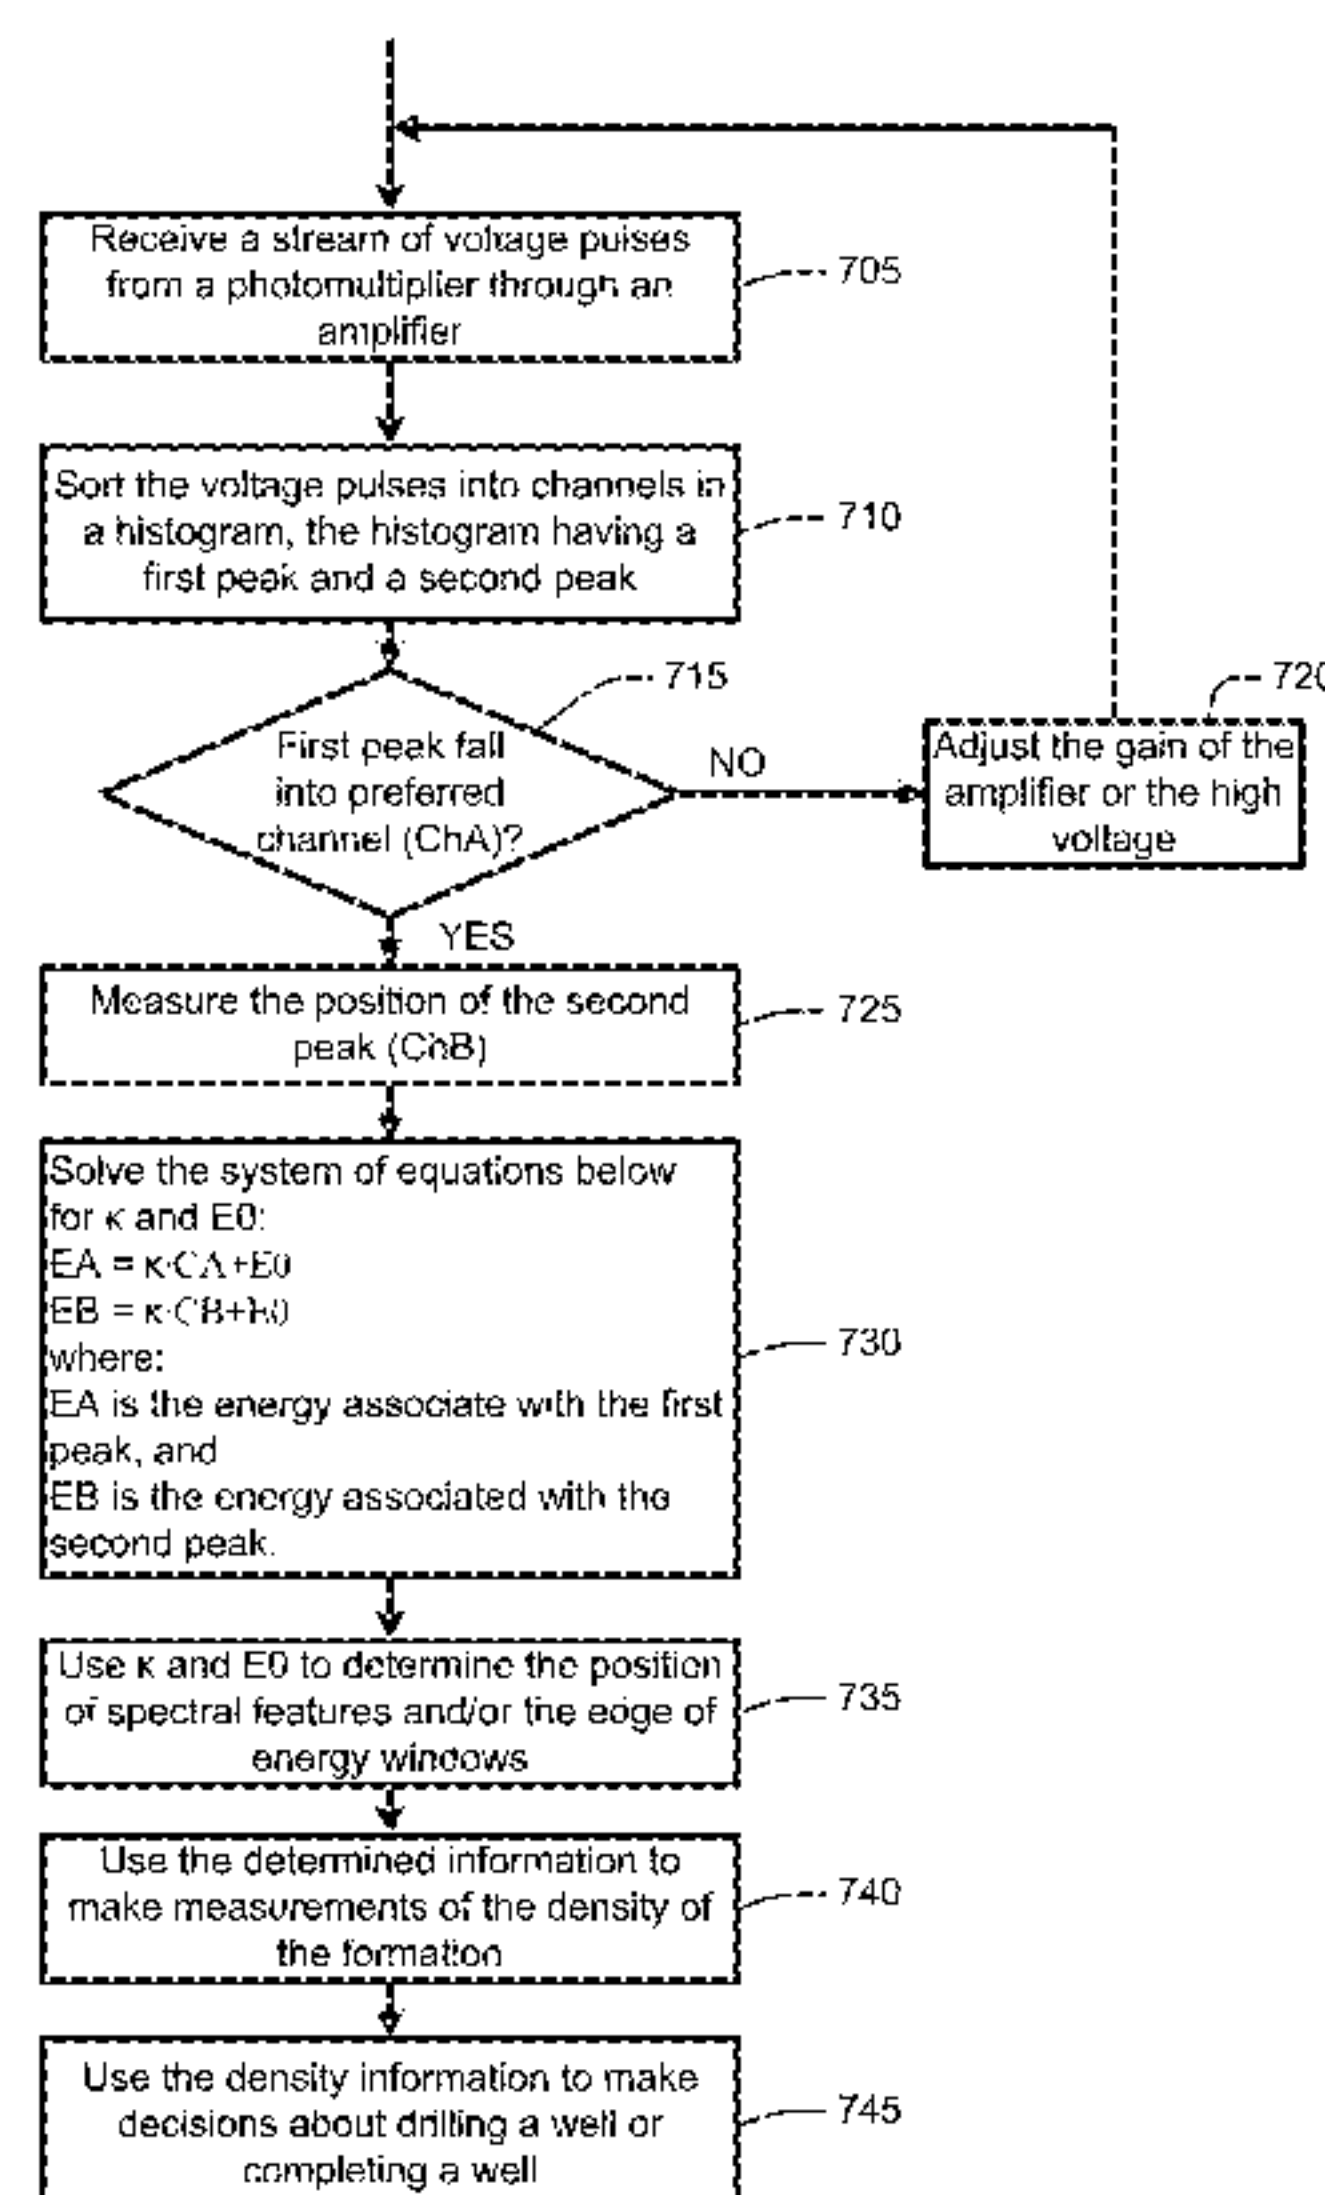 Receive a stream of voltage pulses
from a photomultiplier through an
amplifier
705
Sort the voltage pulses into channels in
a histogram, the histogram having a
first peak and a second peak
710
715
First peak fall
into preferred
channel (ChA)?
NO
720
Adjust the gain of the
amplifier or the high
voltage
YES
Measure the position of the second
peak (ChB)
725
Solve the system of equations below
for κ and E0:
EA = κ·CA+E0
EB = κ·CB+E0
where:
EA is the energy associate with the first
peak, and
EB is the energy associated with the
second peak.
730
Use κ and E0 to determine the position
of spectral features and/or the edge of
energy windows
735
Use the determined information to
make measurements of the density of
the formation
740
Use the density information to make
decisions about drilling a well or
completing a well
745